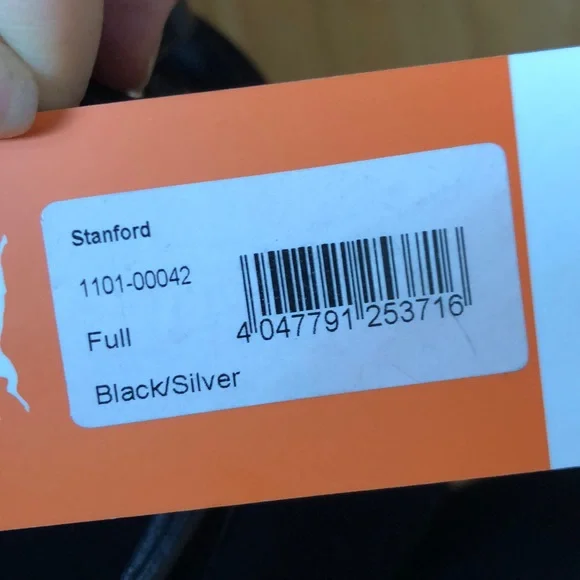 Stanford
1101-00042
Full
Black/Silver
4 047791 253716